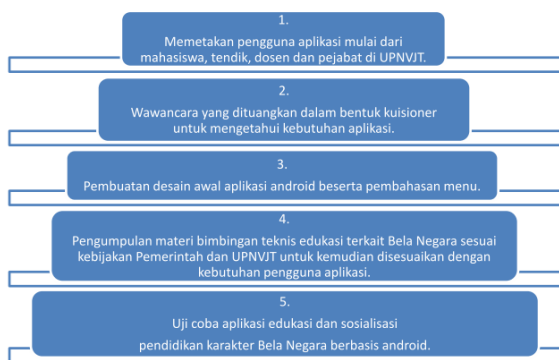 1.
Memetakan pengguna aplikasi mulai dari
mahasiswa, tendik, dosen dan pejabat di UPNVJT.
2.
Wawancara yang dituangkan dalam bentuk kuisioner
untuk mengetahui kebutuhan aplikasi.
3.
Pembuatan desain awal aplikasi android beserta pembahasan menu.
4.
Pengumpulan materi bimbingan teknis edukasi terkait Bela Negara sesuai
kebijakan Pemerintah dan UPNVJT untuk kemudian disesuaikan dengan
kebutuhan pengguna aplikasi.
5.
Uji coba aplikasi edukasi dan sosialisasi
pendidikan karakter Bela Negara berbasis android.